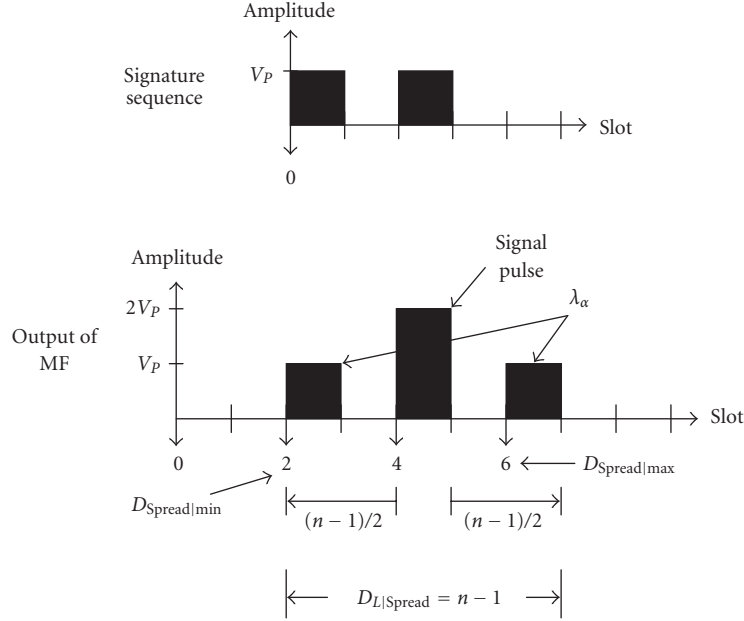 Amplitude
Signature
sequence
V_P
Slot
0
Signal
pulse
Amplitude
2V_P
λ_α
Output of
MF
V_P
Slot
0
2
4
6
D_Spread|max
D_Spread|min
(n − 1)/2
(n − 1)/2
D_L|Spread = n − 1